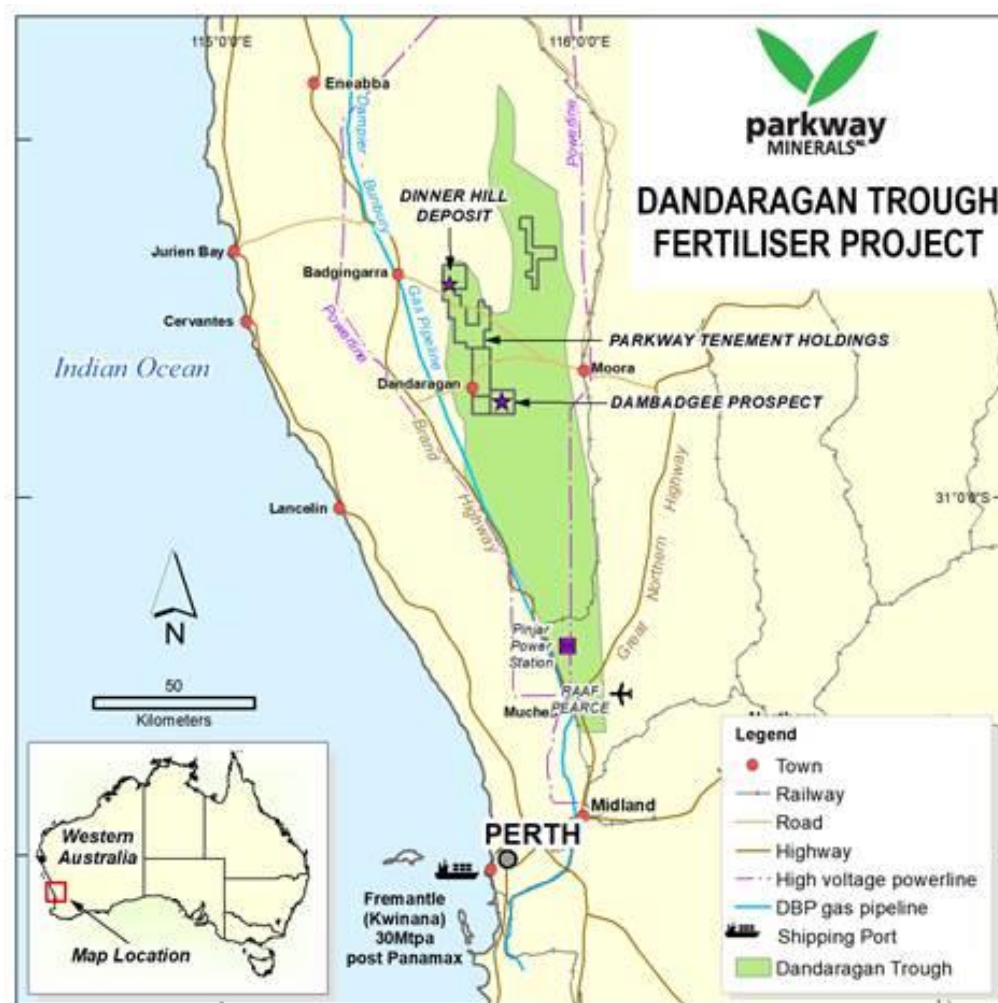 115°0'0"E
116°0'0"E
parkway
MINERALS
DANDARAGAN TROUGH
FERTILISER PROJECT
Eneabba
Dampier - Bunbury Gas Pipeline
Powerline
DINNER HILL
DEPOSIT
Jurien Bay
Badgingarra
Cervantes
Powerline
PARKWAY TENEMENT HOLDINGS
Indian Ocean
Moora
Dandaragan
DAMBADGEE PROSPECT
Brand Highway
Great Northern Highway
31°0'0"S
Lancelin
N
Pinjar
Power
Station
50
Kilometers
RAAF
PEARCE
Muche
Midland
PERTH
Fremantle
(Kwinana)
30Mtpa
post Panamax
Western
Australia
Map Location
Legend
Town
Railway
Road
Highway
High voltage powerline
DBP gas pipeline
Shipping Port
Dandaragan Trough